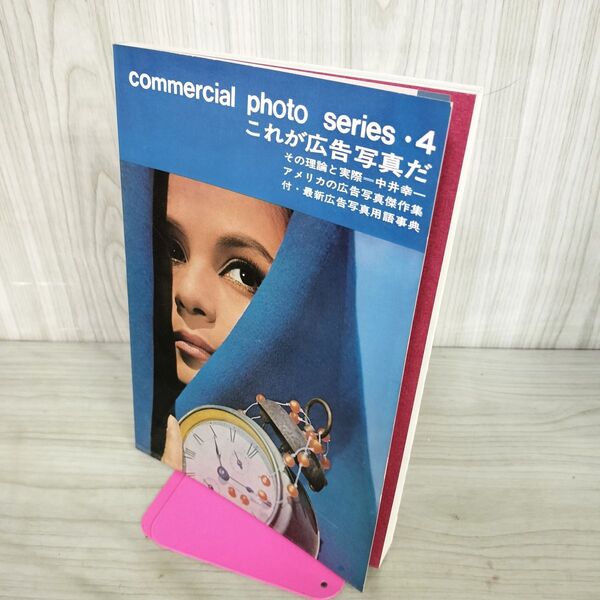 commercial photo series・4
これが広告写真だ
その理論と実際―中井幸一
アメリカの広告写真傑作集
付・最新広告写真用語事典